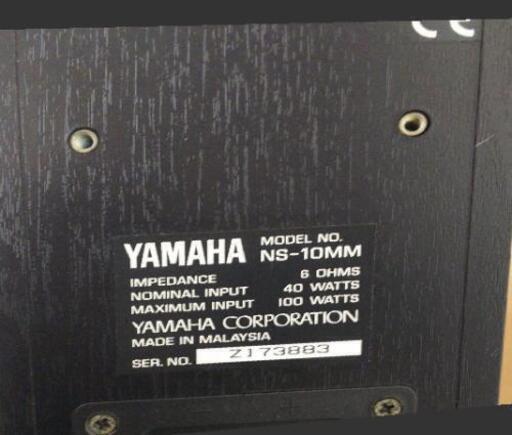 CE
YAMAHA MODEL NO. NS-10MM
IMPEDANCE 6 OHMS
NOMINAL INPUT 40 WATTS
MAXIMUM INPUT 100 WATTS
YAMAHA CORPORATION
MADE IN MALAYSIA
SER. NO. Z173883
- +